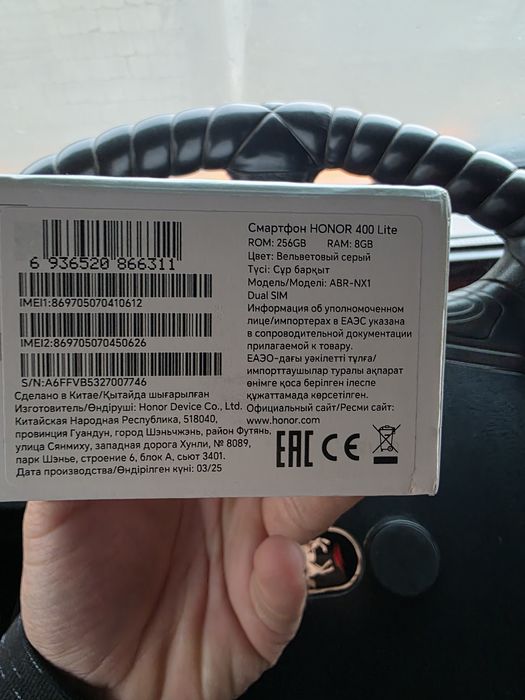 6 936520 866311
IMEI1:869705070410612
IMEI2:869705070450626
S/N:A6FFVB5327007746
Сделано в Китае/Қытайда шығарылған
Изготовитель/Өндіруші: Honor Device Co., Ltd.
Китайская Народная Республика, 518040,
провинция Гуандун, город Шэньчжэнь, район Футянь,
улица Сянмиху, западная дорога Хунли, № 8089,
парк Шэнье, строение 6, блок А, сьют 3401.
Дата производства/Өндірілген күні: 03/25
Смартфон HONOR 400 Lite
ROM: 256GB RAM: 8GB
Цвет: Вельветовый серый
Түсі: Сұр барқыт
Модель/Моделі: ABR-NX1
Dual SIM
Информация об уполномоченном
лице/импортерах в ЕАЭС указана
в сопроводительной документации
прилагаемой к товару.
ЕАЭО-дағы уәкілетті тұлға/
импорттаушылар туралы ақпарат
өнімге қоса берілген ілеспе
құжаттамада көрсетілген.
Официальный сайт/Ресми сайт:
www.honor.com
EAC CE